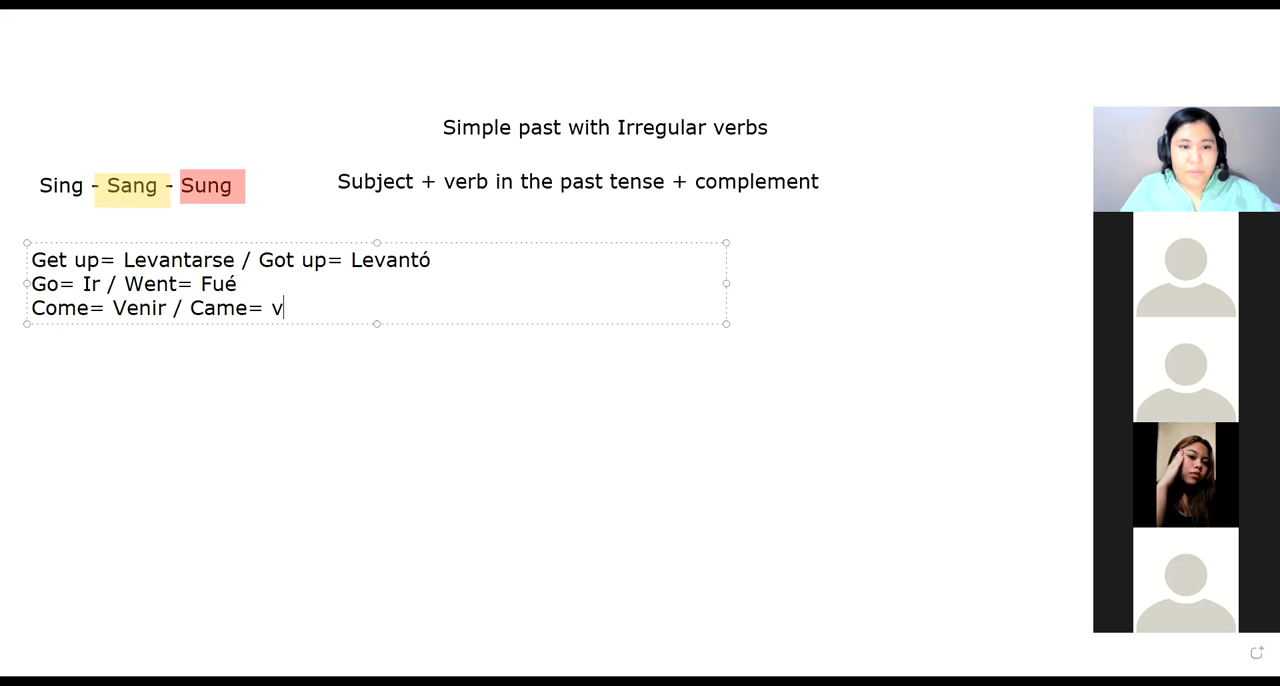 Simple past with Irregular verbs
Sing - Sang - Sung
Subject + verb in the past tense + complement
Get up= Levantarse / Got up= Levantó
Go= Ir / Went= Fué
Come= Venir / Came= v